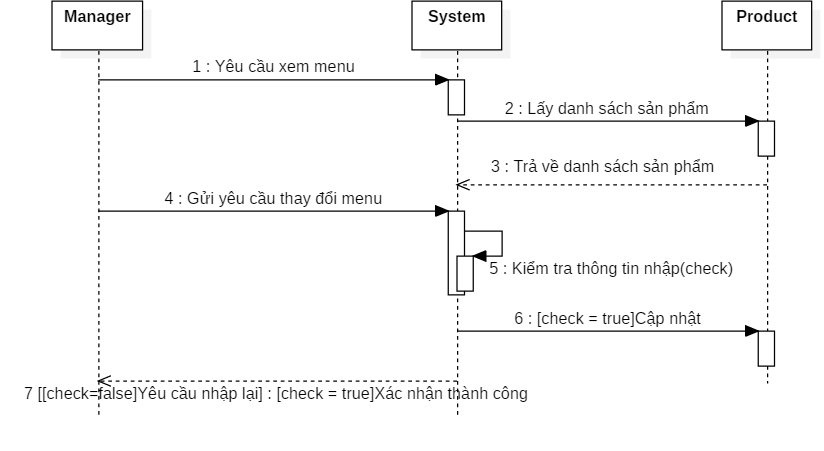 Manager
System
Product
1 : Yêu cầu xem menu
2 : Lấy danh sách sản phẩm
3 : Trả về danh sách sản phẩm
4 : Gửi yêu cầu thay đổi menu
5 : Kiểm tra thông tin nhập(check)
6 : [check = true]Cập nhật
7 [[check=false]Yêu cầu nhập lại] : [check = true]Xác nhận thành công